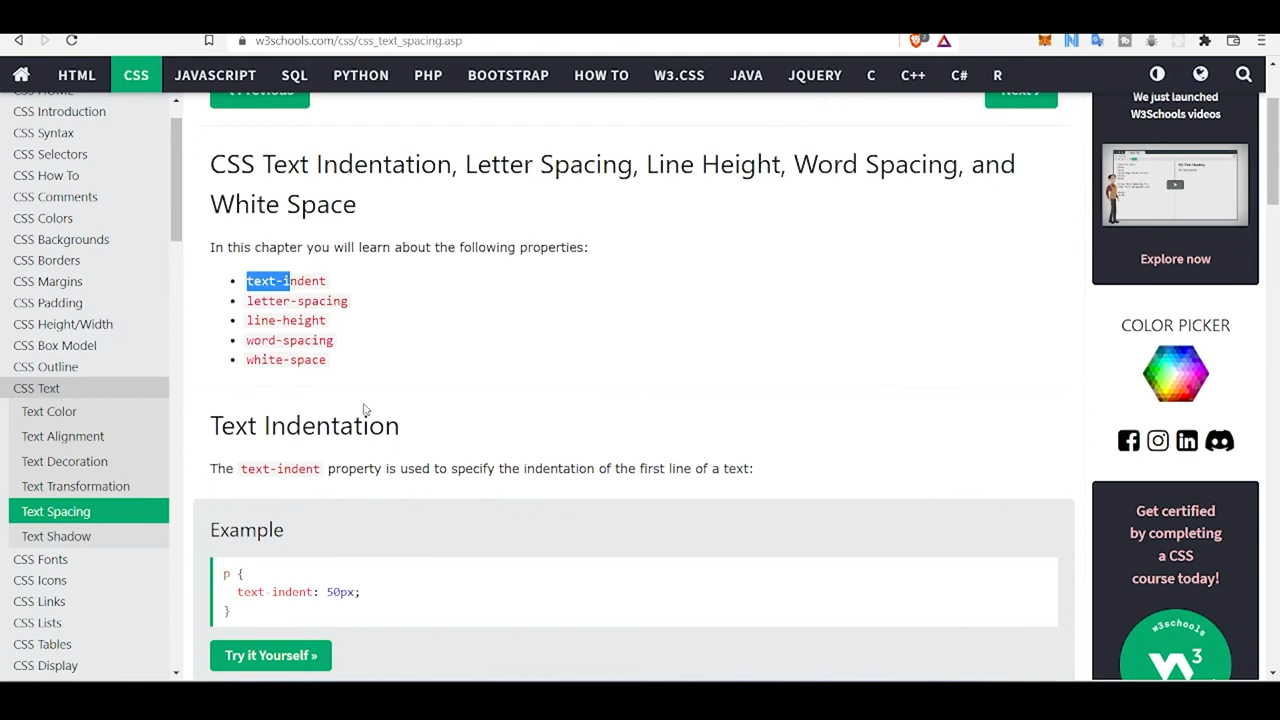 w3schools.com/css/css_text_spacing.asp
HTML CSS JAVASCRIPT SQL PYTHON PHP BOOTSTRAP HOW TO W3.CSS JAVA JQUERY C C++ C# R
CSS HOME
CSS Introduction
CSS Syntax
CSS Selectors
CSS How To
CSS Comments
CSS Colors
CSS Backgrounds
CSS Borders
CSS Margins
CSS Padding
CSS Height/Width
CSS Box Model
CSS Outline
CSS Text
Text Color
Text Alignment
Text Decoration
Text Transformation
Text Spacing
Text Shadow
CSS Fonts
CSS Icons
CSS Links
CSS Lists
CSS Tables
CSS Display
‹ Previous
Next ›
CSS Text Indentation, Letter Spacing, Line Height, Word Spacing, and
White Space
In this chapter you will learn about the following properties:
• text-indent
• letter-spacing
• line-height
• word-spacing
• white-space
Text Indentation
The text-indent property is used to specify the indentation of the first line of a text:
Example
p {
text-indent: 50px;
}
Try it Yourself »
We just launched
W3Schools videos
Explore now
COLOR PICKER
Get certified
by completing
a CSS
course today!
w3schools
w3